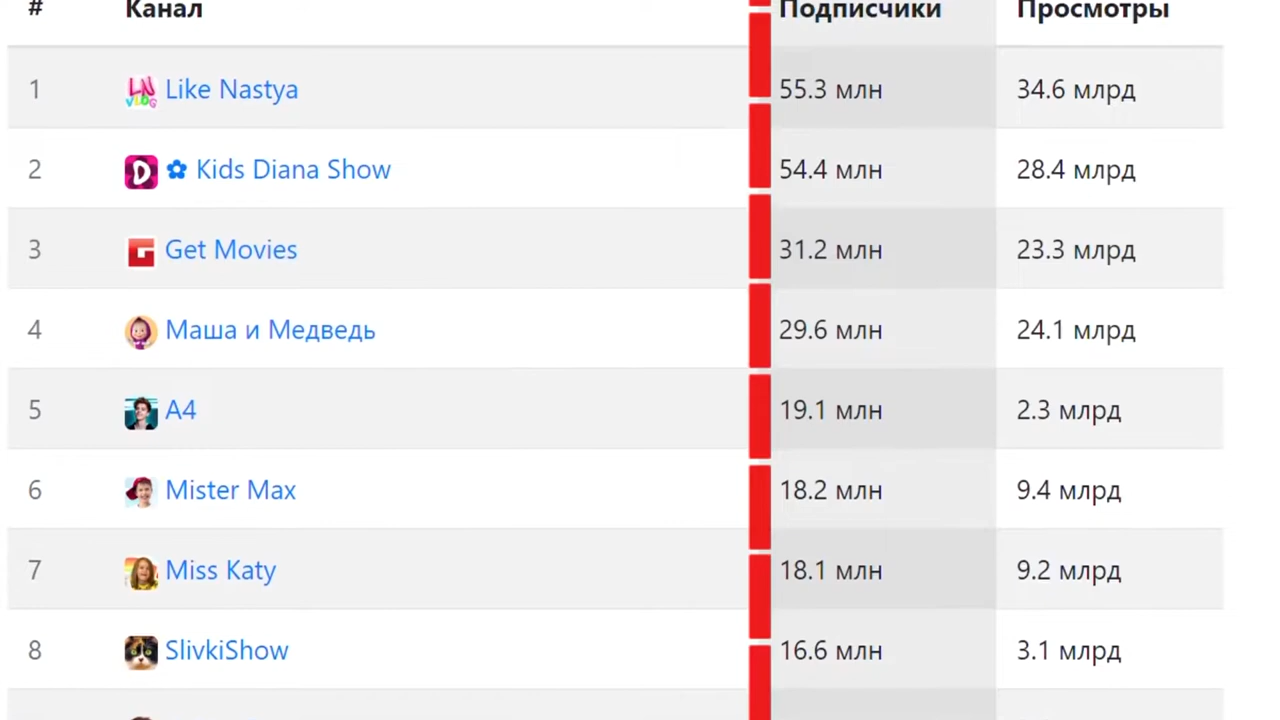 # Канал Подписчики Просмотры
1 LN VLOG Like Nastya 55.3 млн 34.6 млрд
2 D ✿ Kids Diana Show 54.4 млн 28.4 млрд
3 Get Movies 31.2 млн 23.3 млрд
4 Маша и Медведь 29.6 млн 24.1 млрд
5 A4 19.1 млн 2.3 млрд
6 Mister Max 18.2 млн 9.4 млрд
7 Miss Katy 18.1 млн 9.2 млрд
8 SlivkiShow 16.6 млн 3.1 млрд